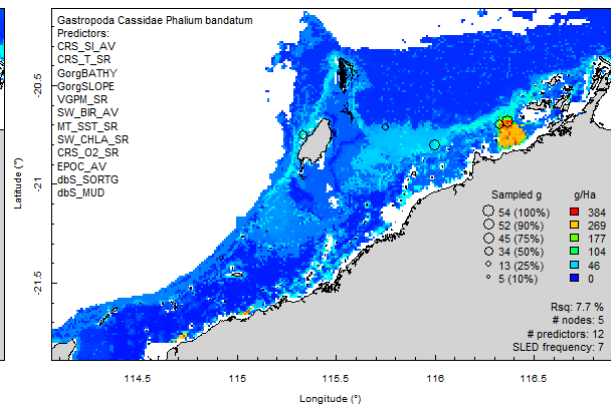 Gastropoda Cassidae Phalium bandatum
Predictors:
CRS_SI_AV
CRS_T_SR
GorgBATHY
GorgSLOPE
VGPM_SR
SW_BIR_AV
MT_SST_SR
SW_CHLA_SR
CRS_O2_SR
EPOC_AV
dbS_SORTG
dbS_MUD
Latitude (°)
-20.5
-21
-21.5
Sampled g g/Ha
54 (100%) 384
52 (90%) 269
45 (75%) 177
34 (50%) 104
13 (25%) 46
5 (10%) 0
Rsq: 7.7 %
# nodes: 5
# predictors: 12
SLED frequency: 7
114.5 115 115.5 116 116.5
Longitude (°)